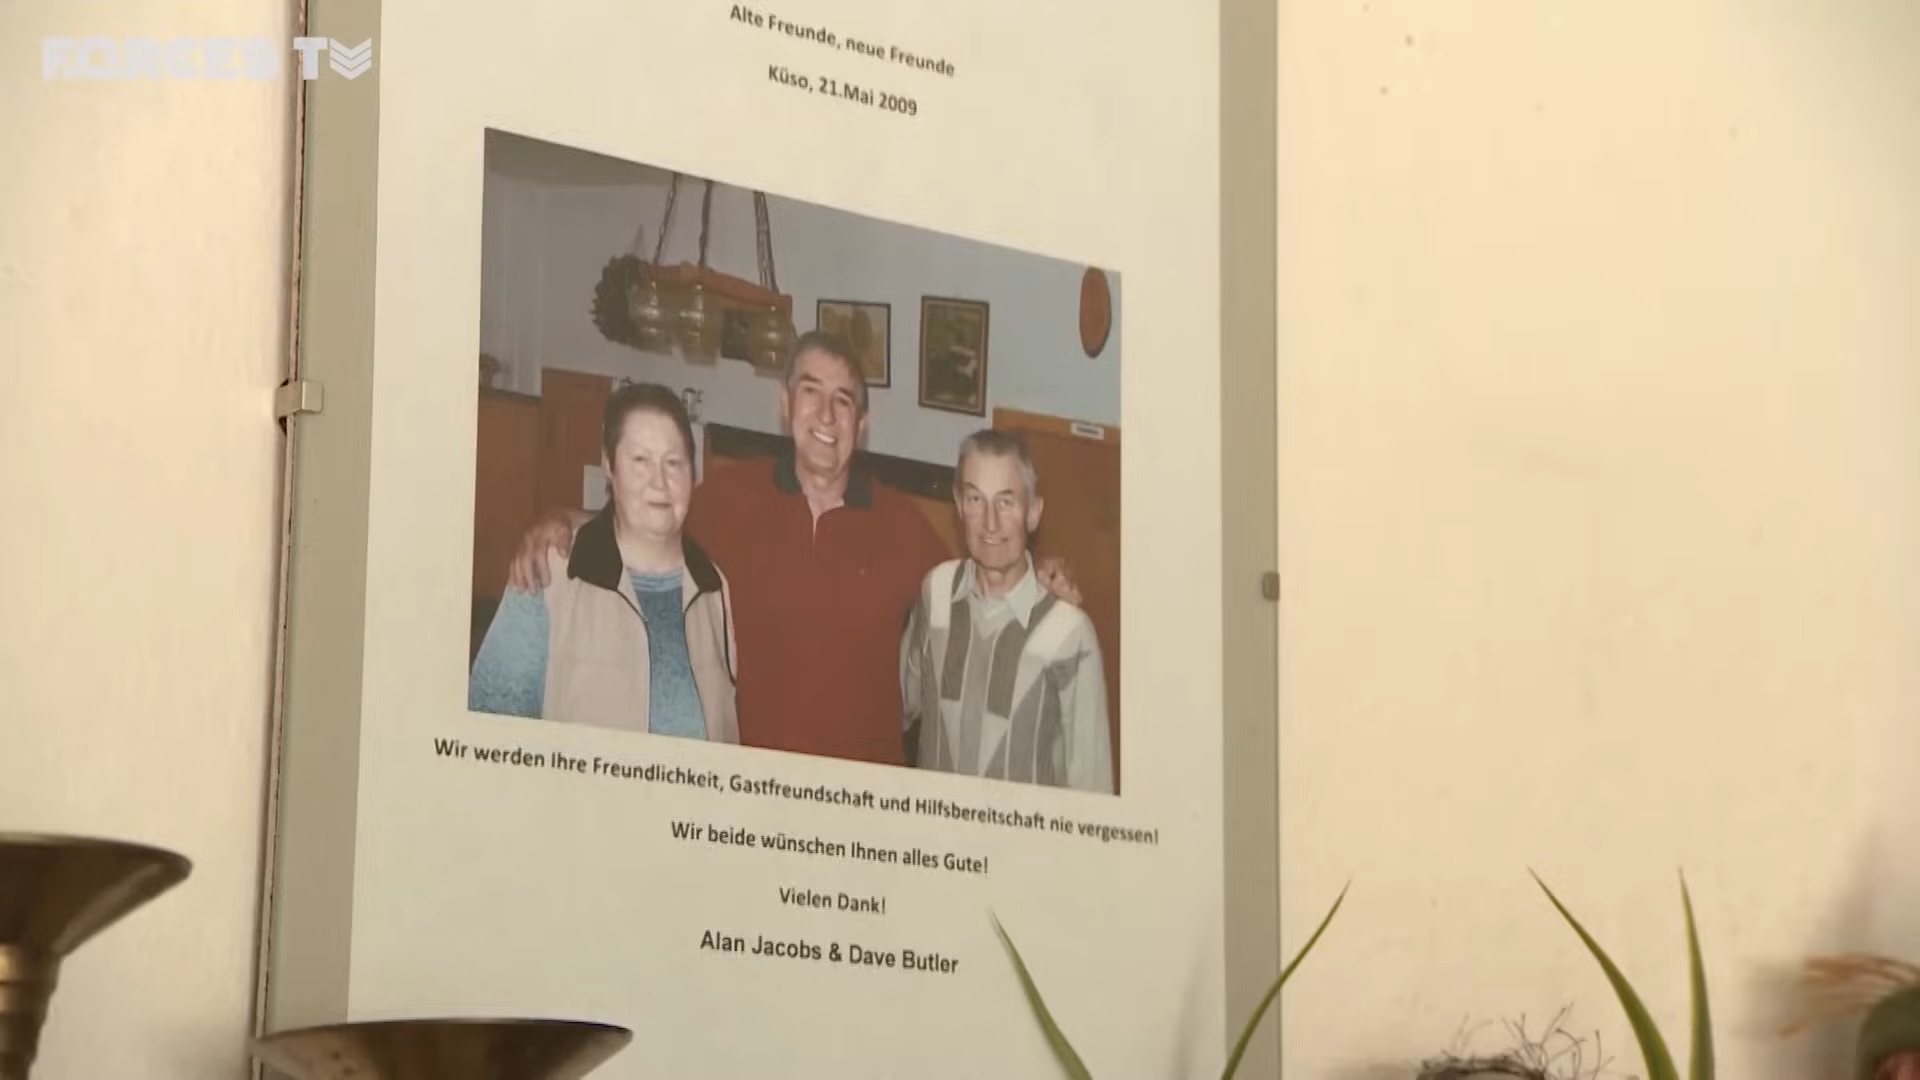 FORCES TV
Alte Freunde, neue Freunde
Küso, 21.Mai 2009
Wir werden Ihre Freundlichkeit, Gastfreundschaft und Hilfsbereitschaft nie vergessen!
Wir beide wünschen Ihnen alles Gute!
Vielen Dank!
Alan Jacobs & Dave Butler